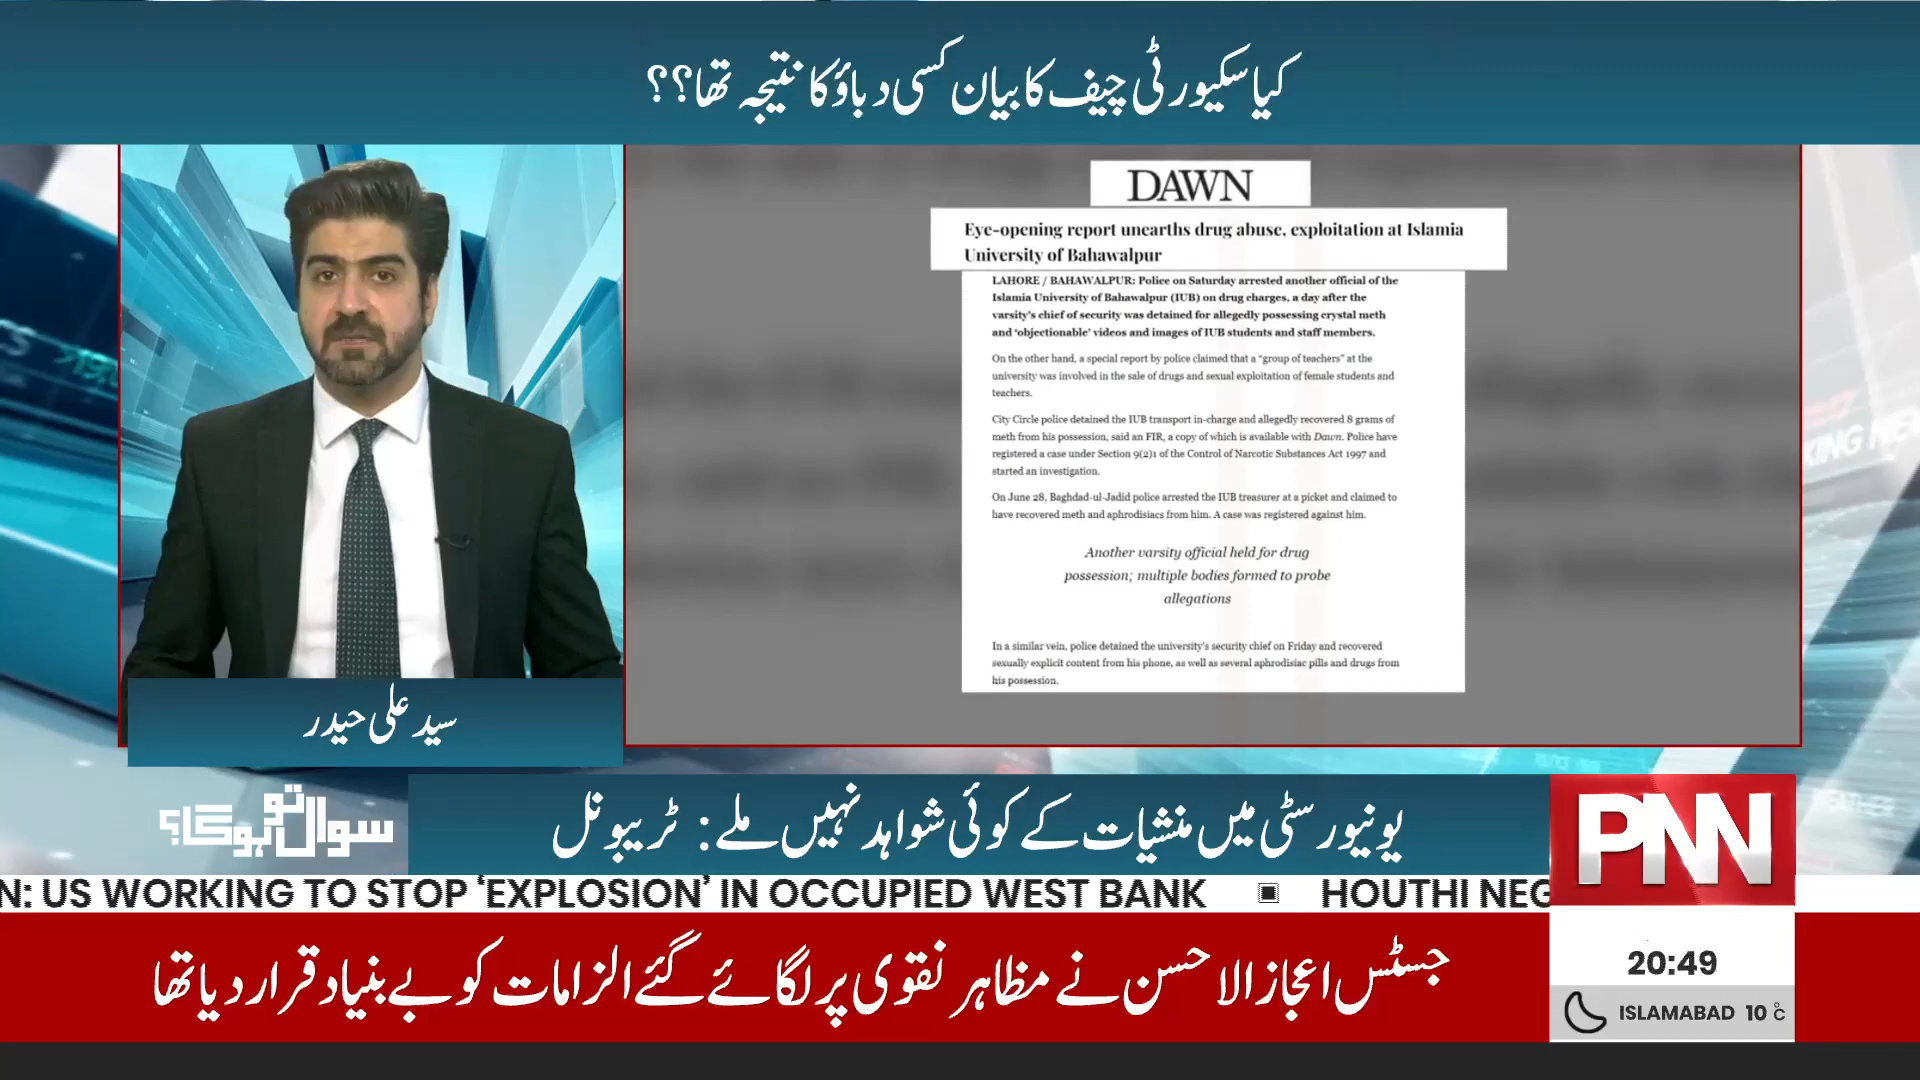 کیا سکیورٹی چیف کا بیان کسی دباؤ کا نتیجہ تھا؟؟
DAWN
Eye-opening report unearths drug abuse, exploitation at Islamia
University of Bahawalpur
LAHORE / BAHAWALPUR: Police on Saturday arrested another official of the
Islamia University of Bahawalpur (IUB) on drug charges, a day after the
varsity's chief of security was detained for allegedly possessing crystal meth
and 'objectionable' videos and images of IUB students and staff members.
On the other hand, a special report by police claimed that a "group of teachers" at the
university was involved in the sale of drugs and sexual exploitation of female students and
teachers.
City Circle police detained the IUB transport in-charge and allegedly recovered 8 grams of
meth from his possession, said an FIR, a copy of which is available with Dawn. Police have
registered a case under Section 9(2)1 of the Control of Narcotic Substances Act 1997 and
started an investigation.
On June 28, Baghdad-ul-Jadid police arrested the IUB treasurer at a picket and claimed to
have recovered meth and aphrodisiacs from him. A case was registered against him.
Another varsity official held for drug
possession; multiple bodies formed to probe
allegations
In a similar vein, police detained the university's security chief on Friday and recovered
sexually explicit content from his phone, as well as several aphrodisiac pills and drugs from
his possession.
سید علی حیدر
سوال تو ہوگا؟
یونیورسٹی میں منشیات کے کوئی شواہد نہیں ملے : ٹریبونل
PNN
N: US WORKING TO STOP 'EXPLOSION' IN OCCUPIED WEST BANK HOUTHI NEG
جسٹس اعجاز الاحسن نے مظاہر نقوی پر لگائے گئے الزامات کو بے بنیاد قرار دیا تھا
20:49
ISLAMABAD 10 °C